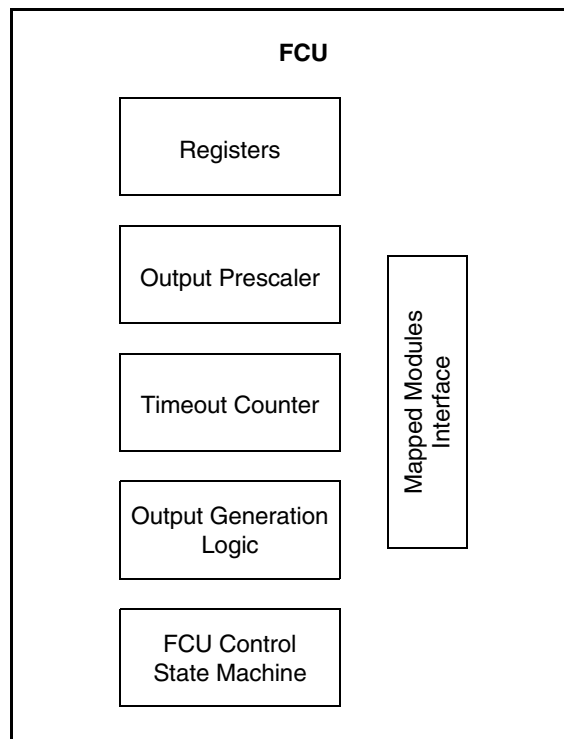 FCU
Registers
Output Prescaler
Timeout Counter
Output Generation
Logic
FCU Control
State Machine
Mapped Modules
Interface